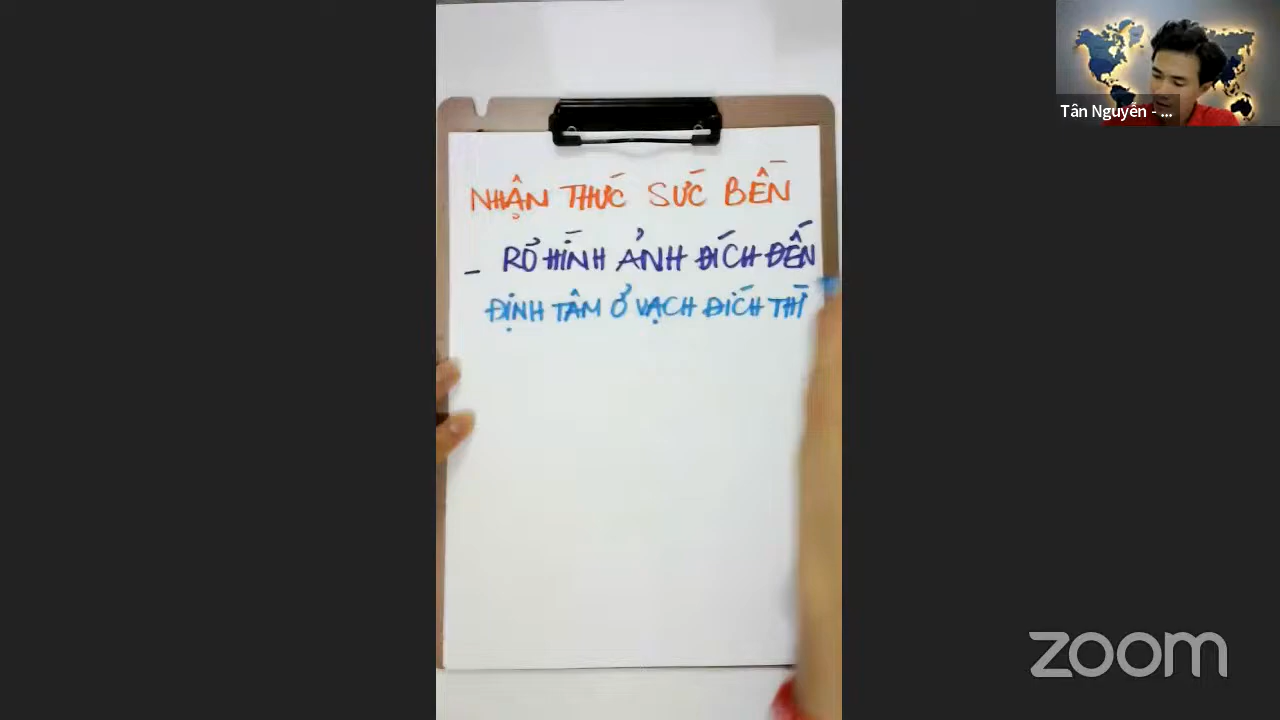 Tân Nguyễn - ...
NHẬN THỨC SỨC BỀN
- RÕ HÌNH ẢNH ĐÍCH ĐẾN
ĐỊNH TÂM Ở VẠCH ĐÍCH THÌ
zoom